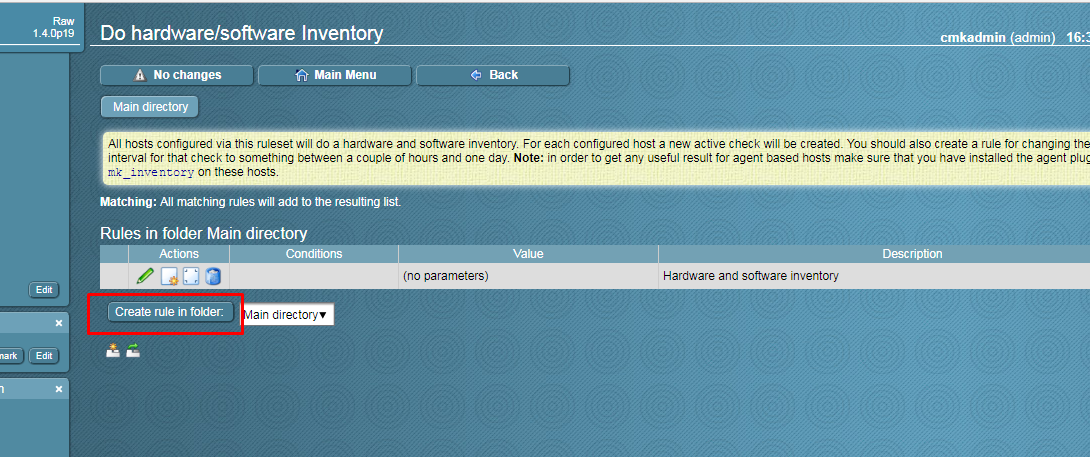 Raw
1.4.0p19
Do hardware/software Inventory
cmkadmin (admin) 16:3
No changes Main Menu Back
Main directory
All hosts configured via this ruleset will do a hardware and software inventory. For each configured host a new active check will be created. You should also create a rule for changing the
interval for that check to something between a couple of hours and one day. Note: in order to get any useful result for agent based hosts make sure that you have installed the agent plug
mk_inventory on these hosts.
Matching: All matching rules will add to the resulting list.
Rules in folder Main directory
Actions Conditions Value Description
(no parameters) Hardware and software inventory
Edit
Create rule in folder: Main directory
mark Edit